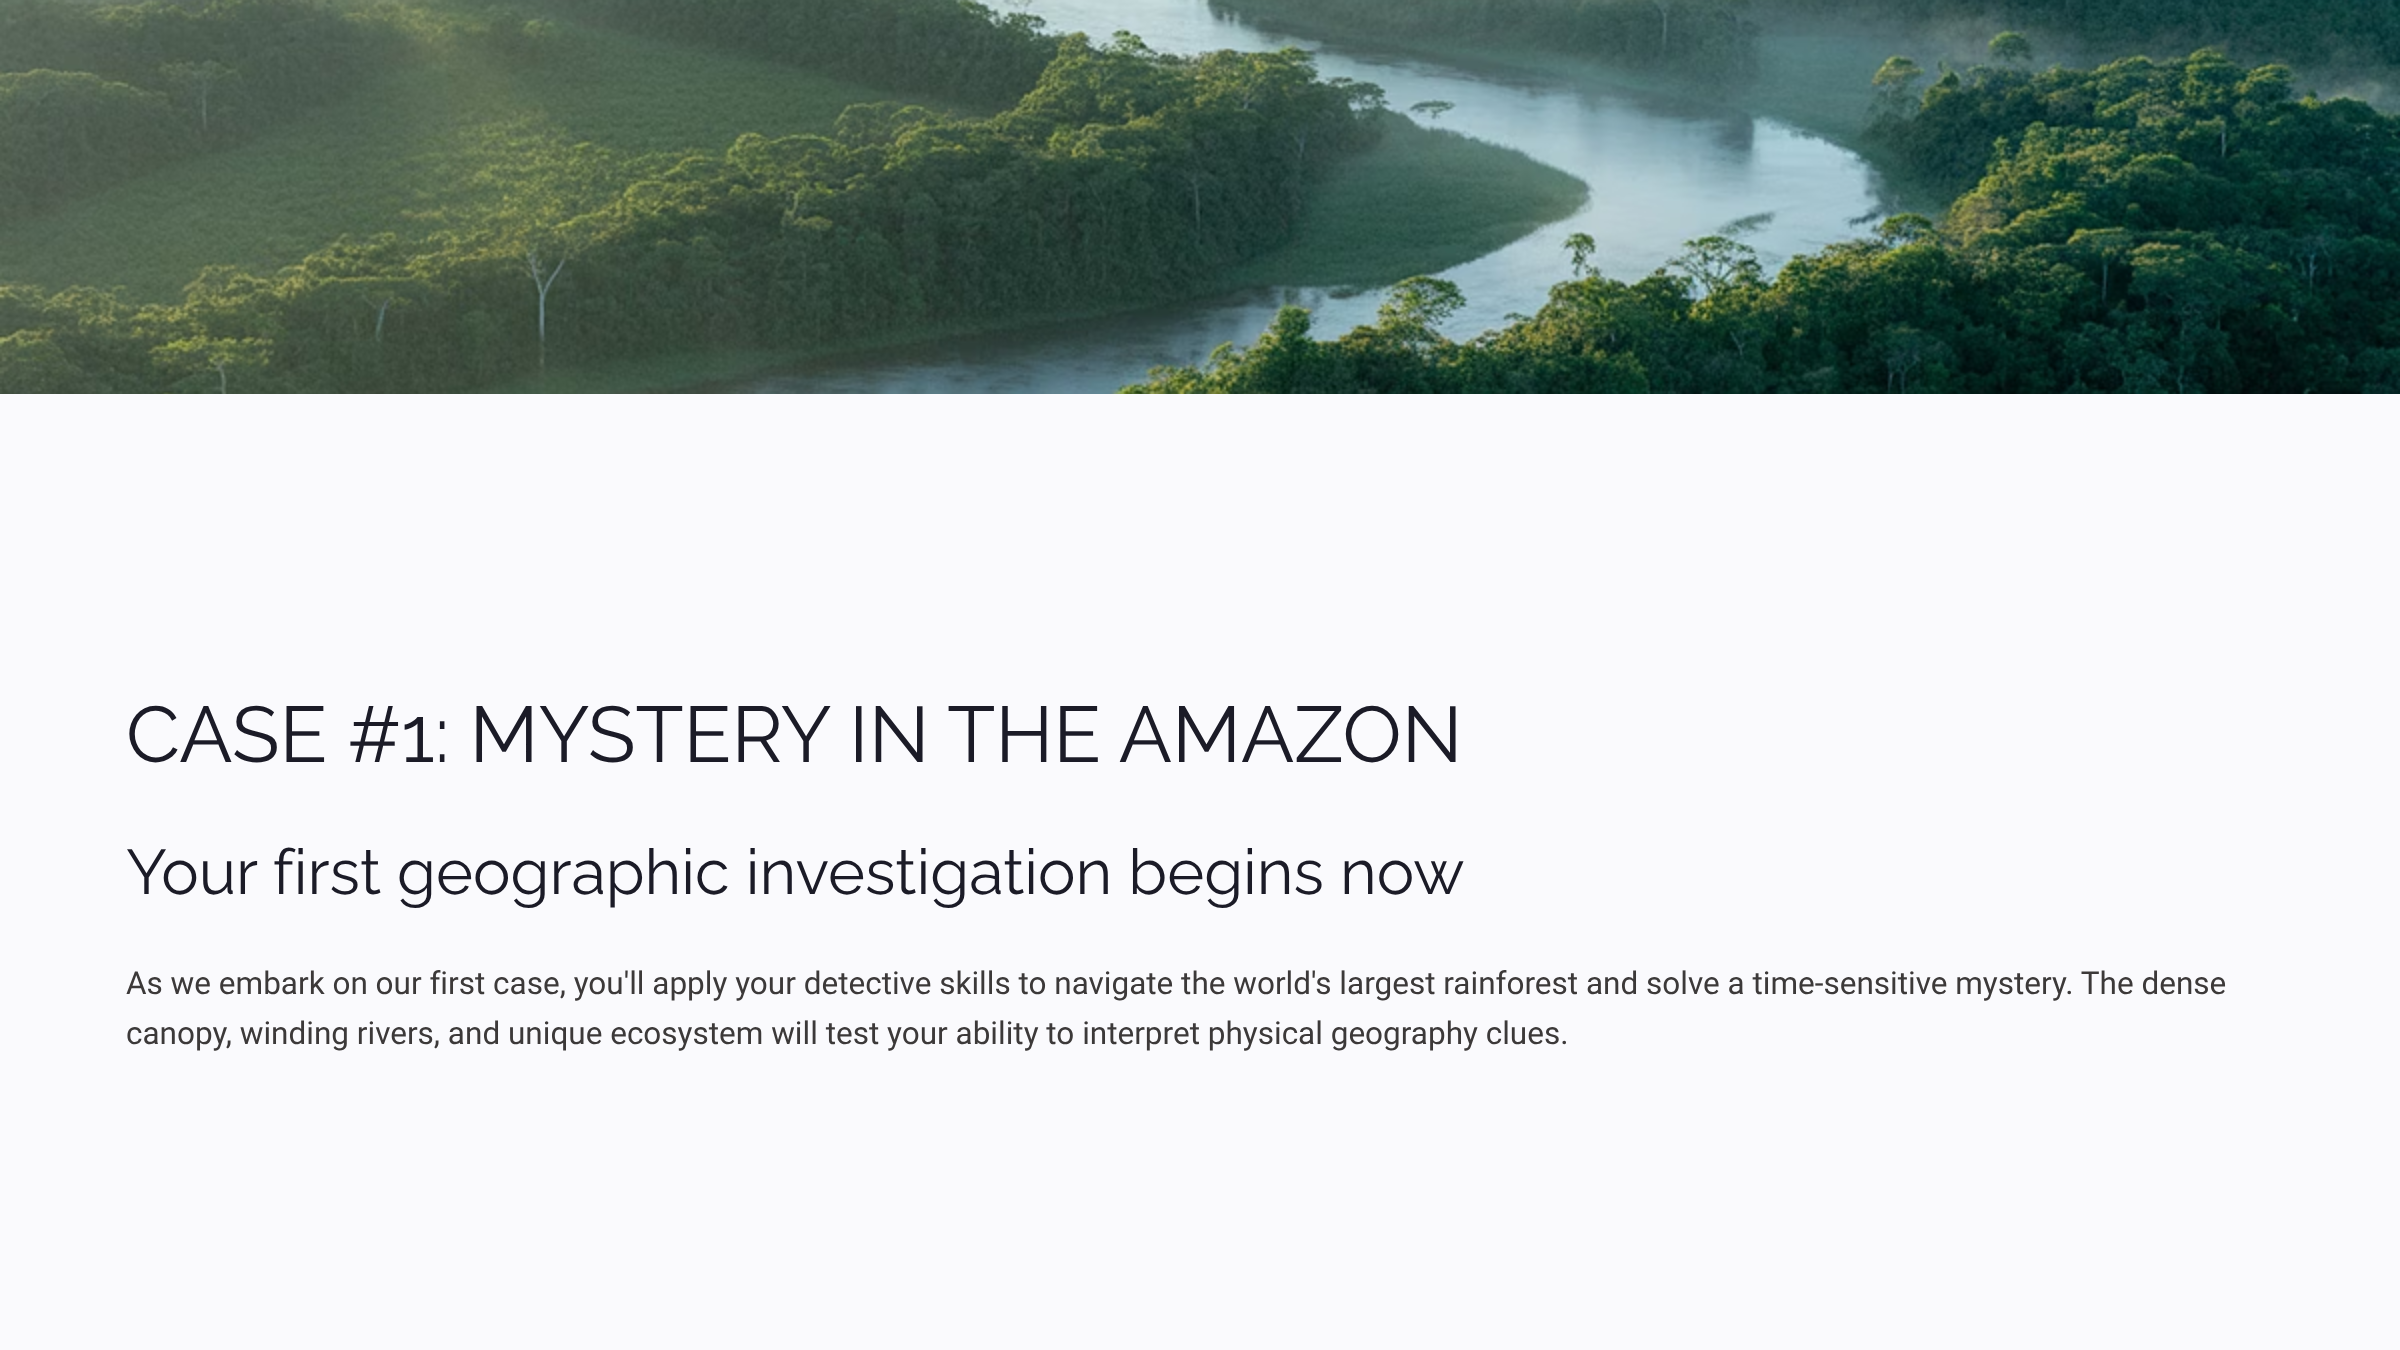 CASE #1: MYSTERY IN THE AMAZON
Your first geographic investigation begins now
As we embark on our first case, you'll apply your detective skills to navigate the world's largest rainforest and solve a time-sensitive mystery. The dense
canopy, winding rivers, and unique ecosystem will test your ability to interpret physical geography clues.